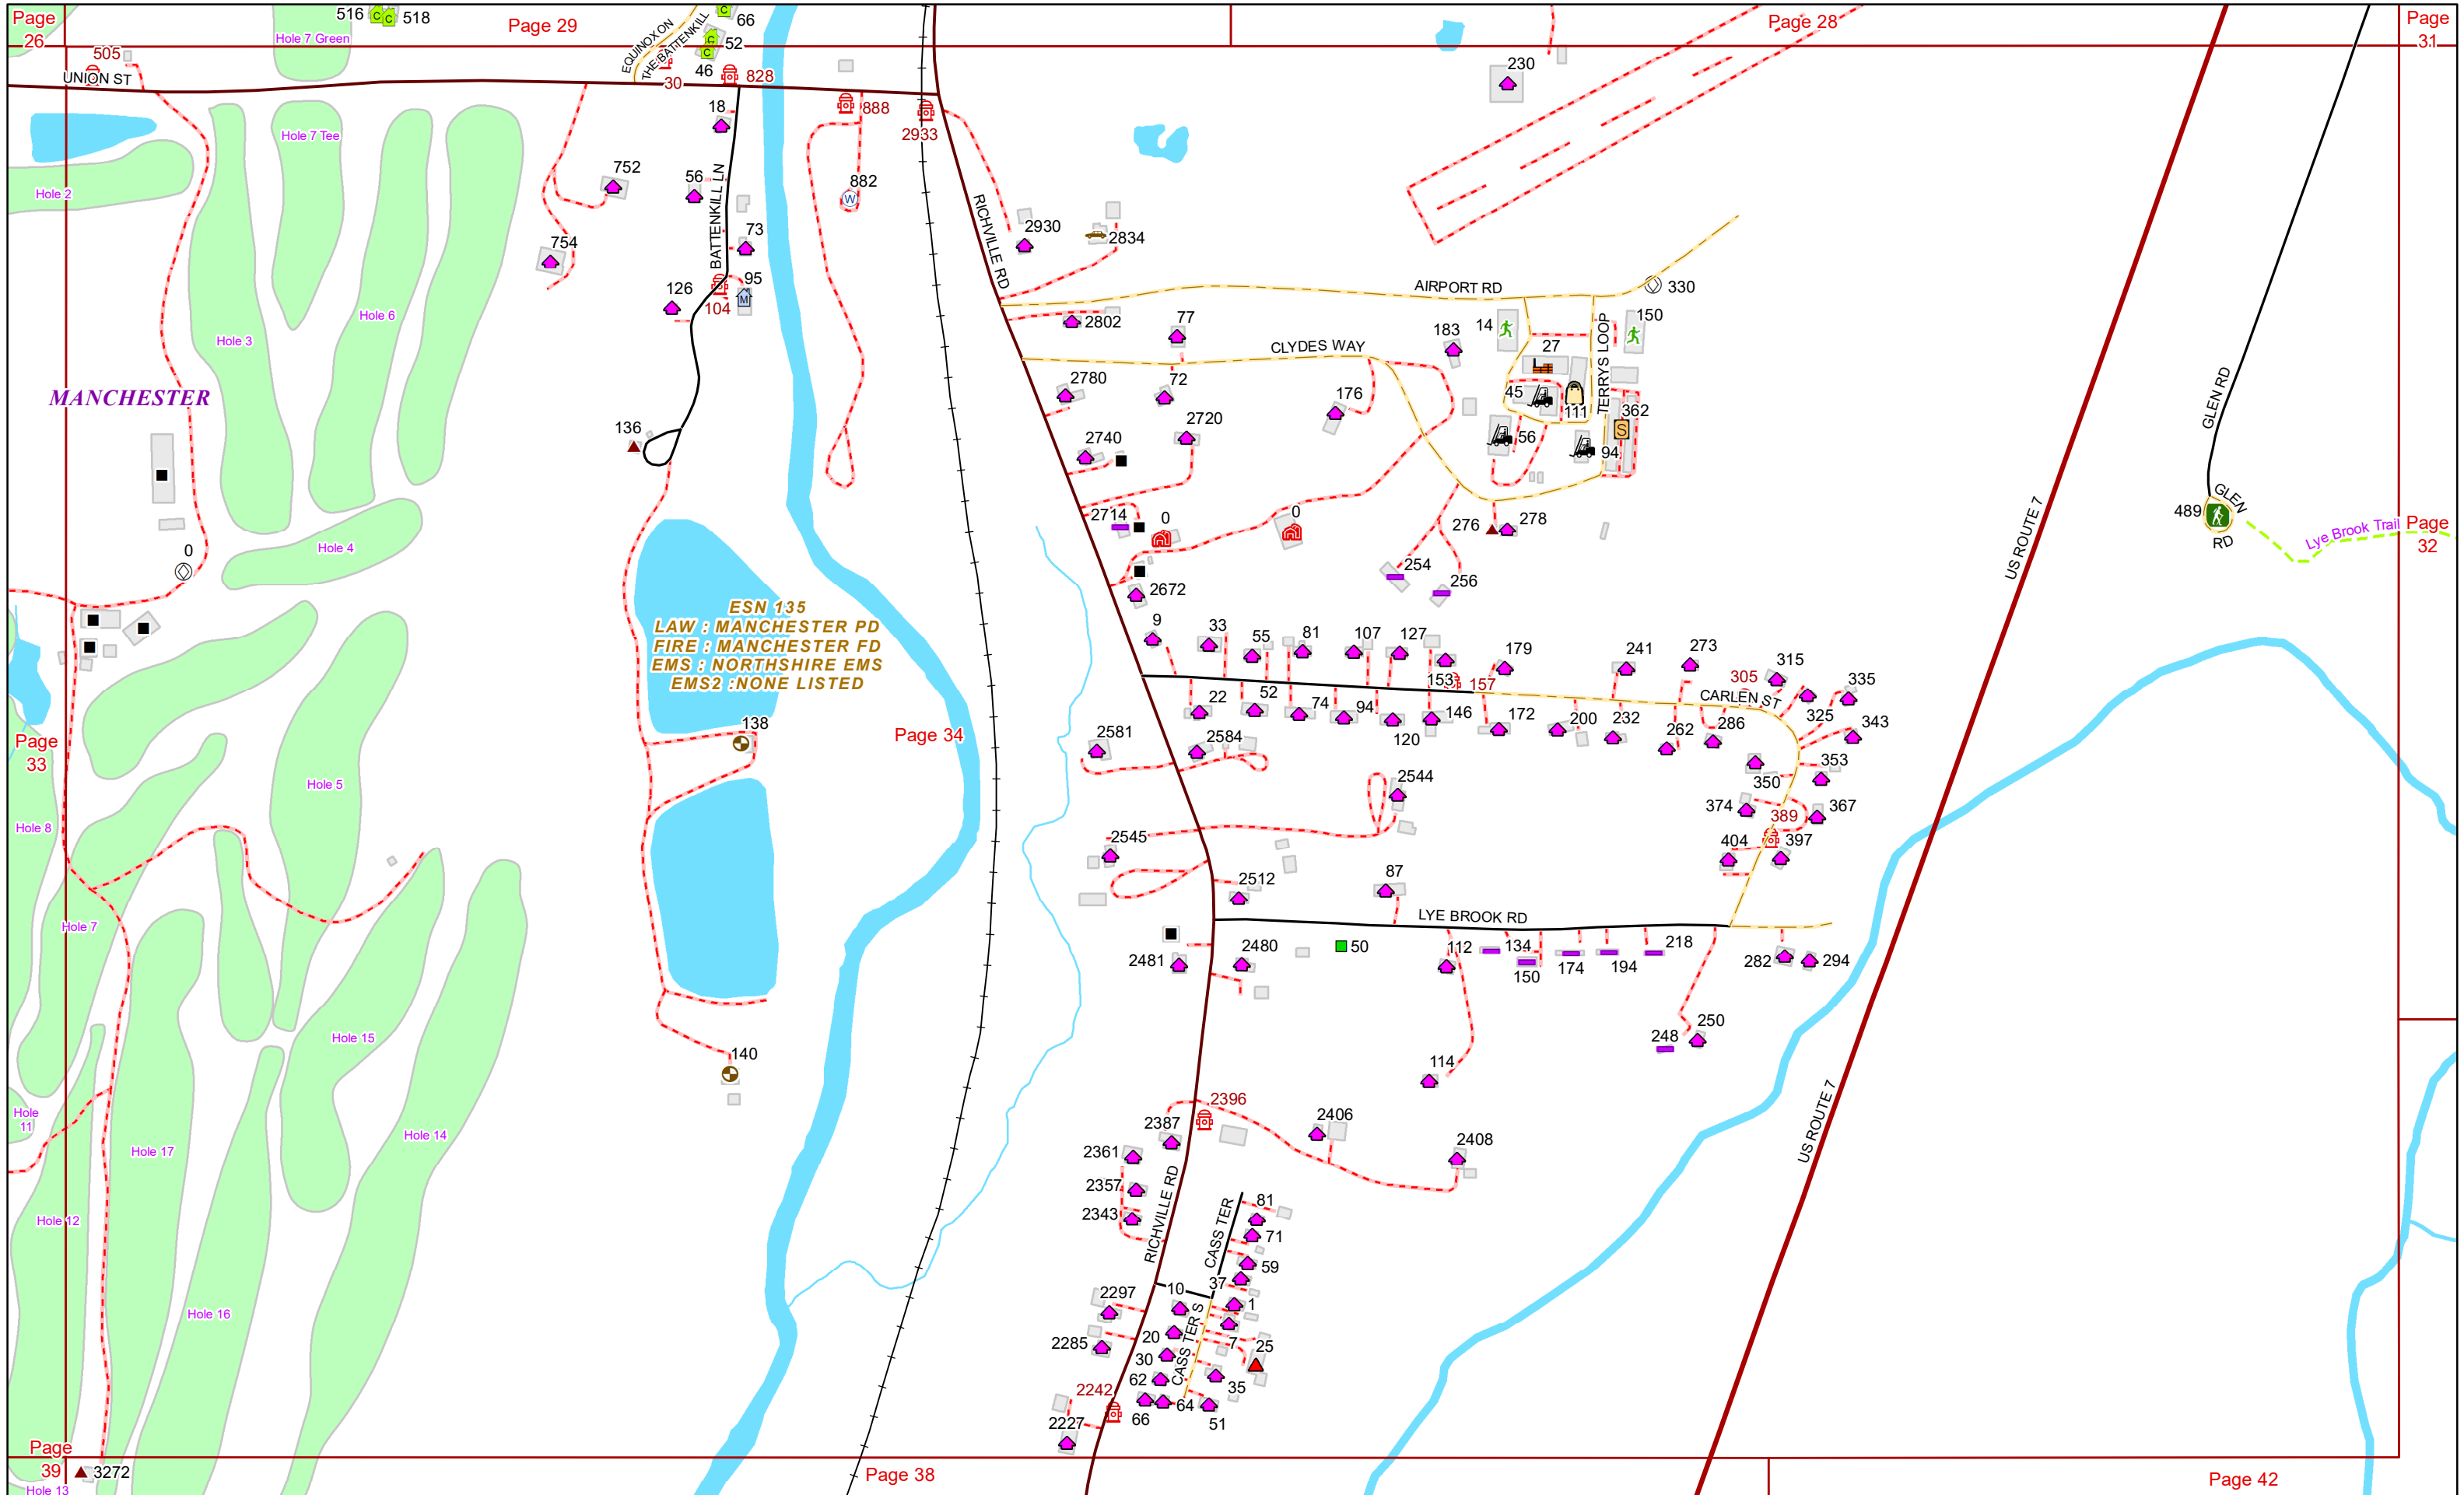 Page
26
516
518
Page 29
66
Page 28
Page
31
Hole 7 Green
EQUINOX ON
THE BATTENKILL
52
46
505
UNION ST
30
828
888
2933
230
18
Hole 7 Tee
Hole 2
752
56
882
BATTENKILL LN
RICHVILLE RD
2930
2834
754
73
95
126
104
AIRPORT RD
330
Hole 3
Hole 6
2802
77
CLYDES WAY
183
14
150
27
TERRYS LOOP
MANCHESTER
2780
72
176
45
111
362
GLEN RD
136
2740
2720
56
94
2714
0
0
276
278
US ROUTE 7
489
GLEN
RD
Lye Brook Trail
Page
32
Hole 4
0
254
256
2672
ESN 135
LAW : MANCHESTER PD
FIRE : MANCHESTER FD
EMS : NORTHSHIRE EMS
EMS2 :NONE LISTED
9
33
55
81
107
127
153
157
179
241
273
305
315
335
CARLEN ST
325
343
22
52
74
94
120
146
172
200
232
262
286
138
Page 34
2581
2584
Page
33
353
350
Hole 5
2544
374
367
389
Hole 8
2545
404
397
2512
87
Hole 7
LYE BROOK RD
2481
2480
50
112
134
150
174
194
218
282
294
Hole 15
140
248
250
114
Hole
11
Hole 14
2396
2387
2406
2408
Hole 17
2361
2357
2343
RICHVILLE RD
CASS TER
81
71
59
US ROUTE 7
Hole 12
37
10
1
2297
Hole 16
CASS TER S
20
7
25
2285
30
62
35
2242
66
64
51
2227
Page
39
3272
Hole 13
Page 38
Page 42